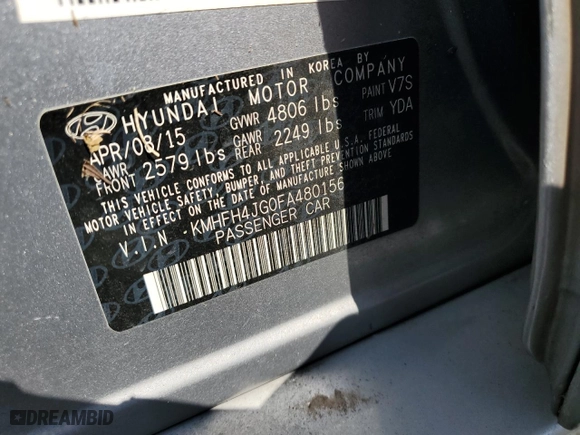 MANUFACTURED IN KOREA BY
HYUNDAI MOTOR COMPANY
APR/08/15 GVWR 4806 lbs PAINT V7S
GAWR FRONT 2579 lbs GAWR REAR 2249 lbs TRIM YDA
THIS VEHICLE CONFORMS TO ALL APPLICABLE U.S.A. FEDERAL
MOTOR VEHICLE SAFETY, BUMPER, AND THEFT PREVENTION STANDARDS
IN EFFECT ON THE DATE OF MANUFACTURE SHOWN ABOVE.
V.I.N KMHFH4JG0FA480156
PASSENGER CAR
DREAMBID